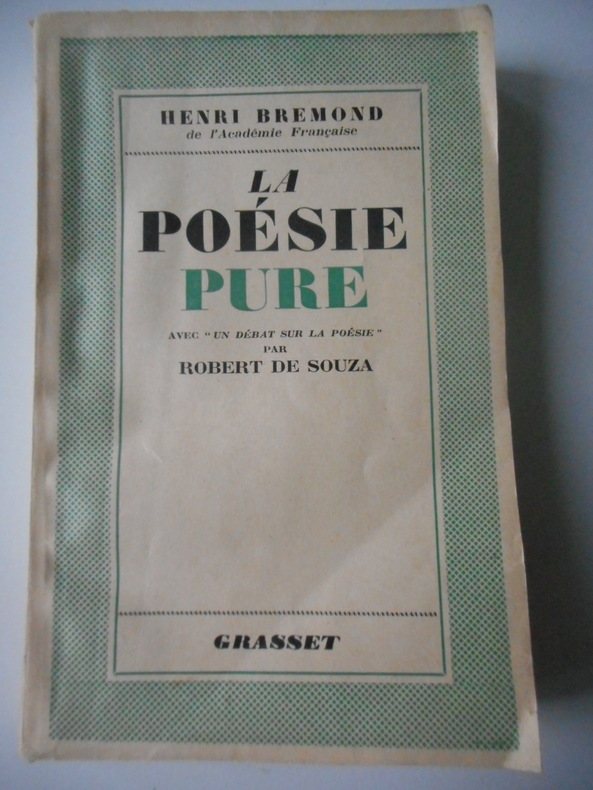 HENRI BREMOND
de l'Académie Française
LA
POÉSIE
PURE
AVEC "UN DÉBAT SUR LA POÉSIE"
PAR
ROBERT DE SOUZA
GRASSET